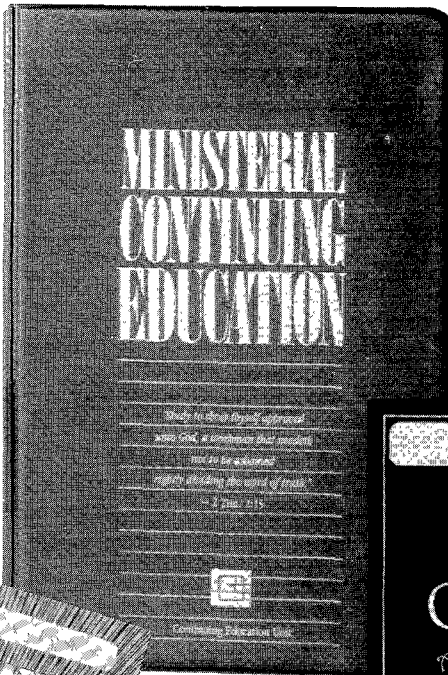 MINISTERIAL
CONTINUING
EDUCATION
"Study to shew thyself approved
unto God, a workman that needeth
not to be ashamed
rightly dividing the word of truth."
2 Tim. 2:15
Continuing Education Unit
C